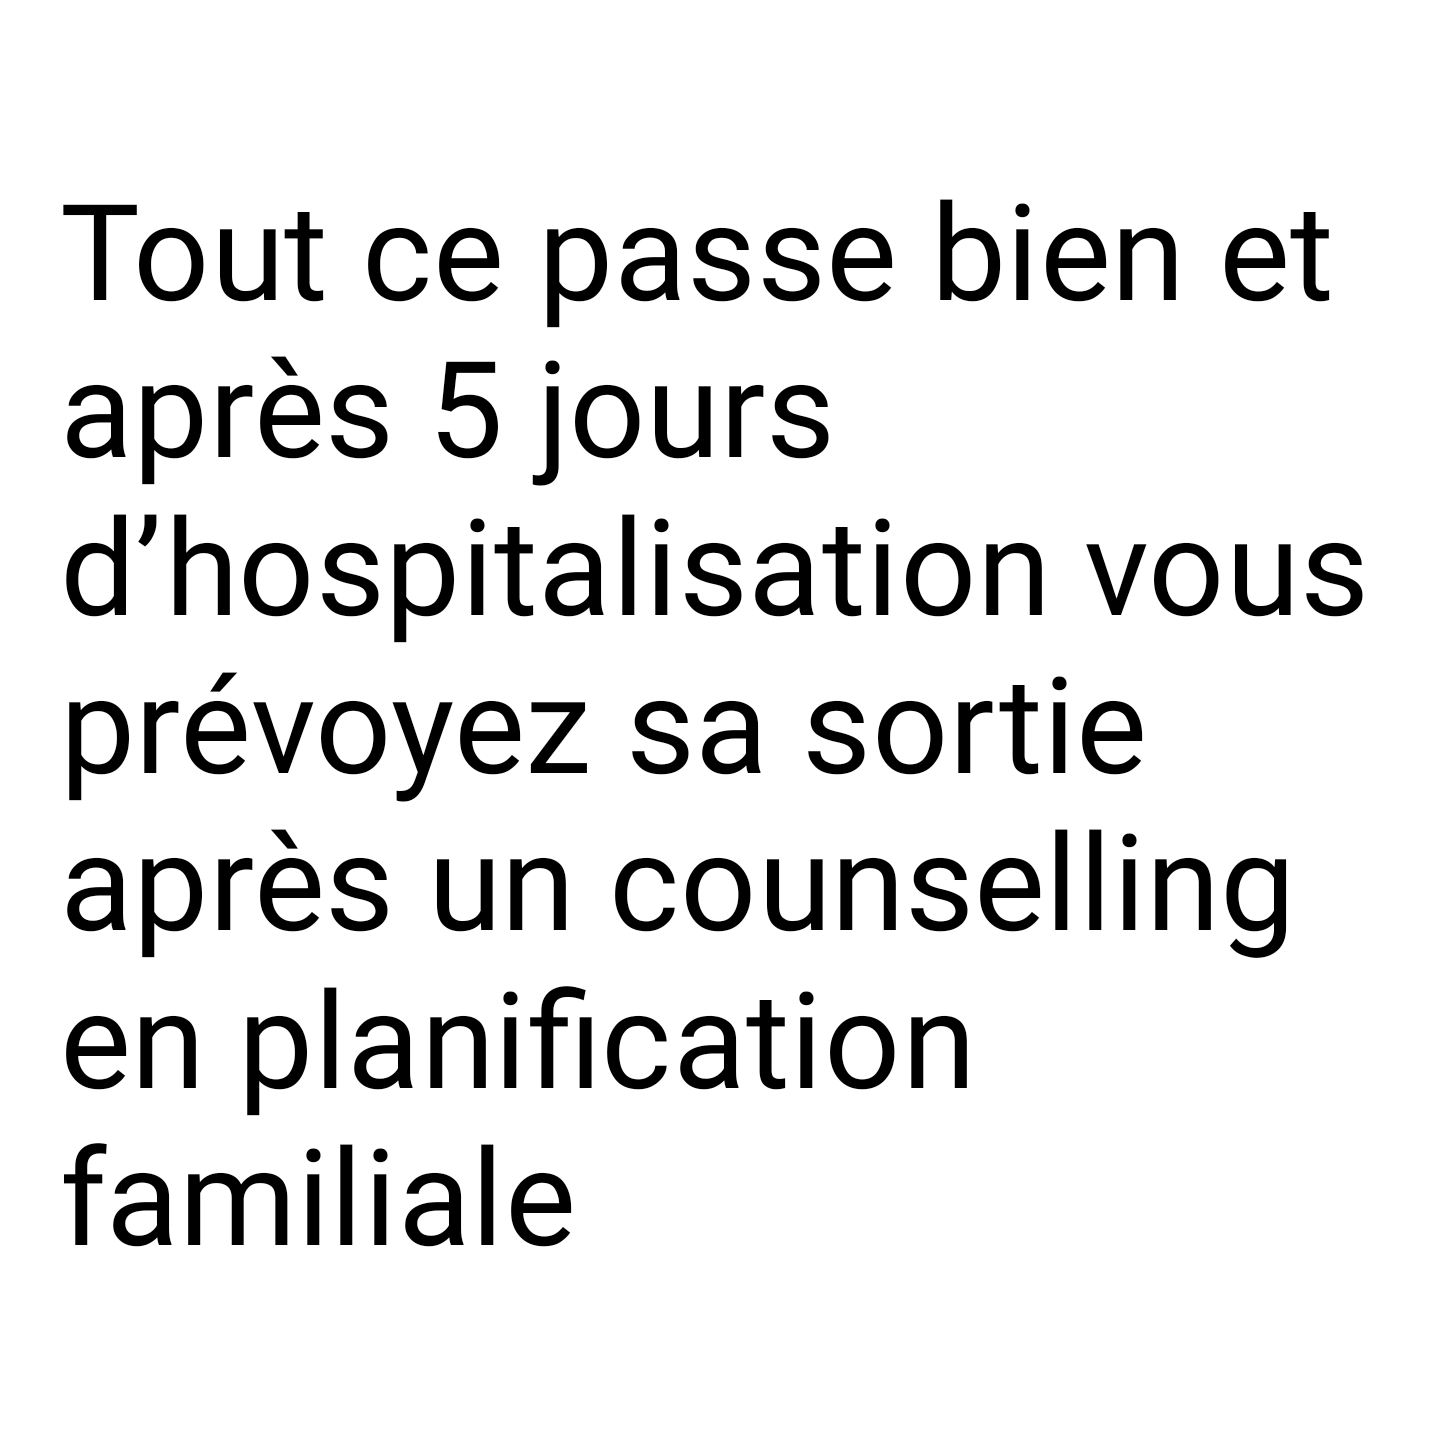 Tout ce passe bien et
après 5 jours
d’hospitalisation vous
prévoyez sa sortie
après un counselling
en planification
familiale